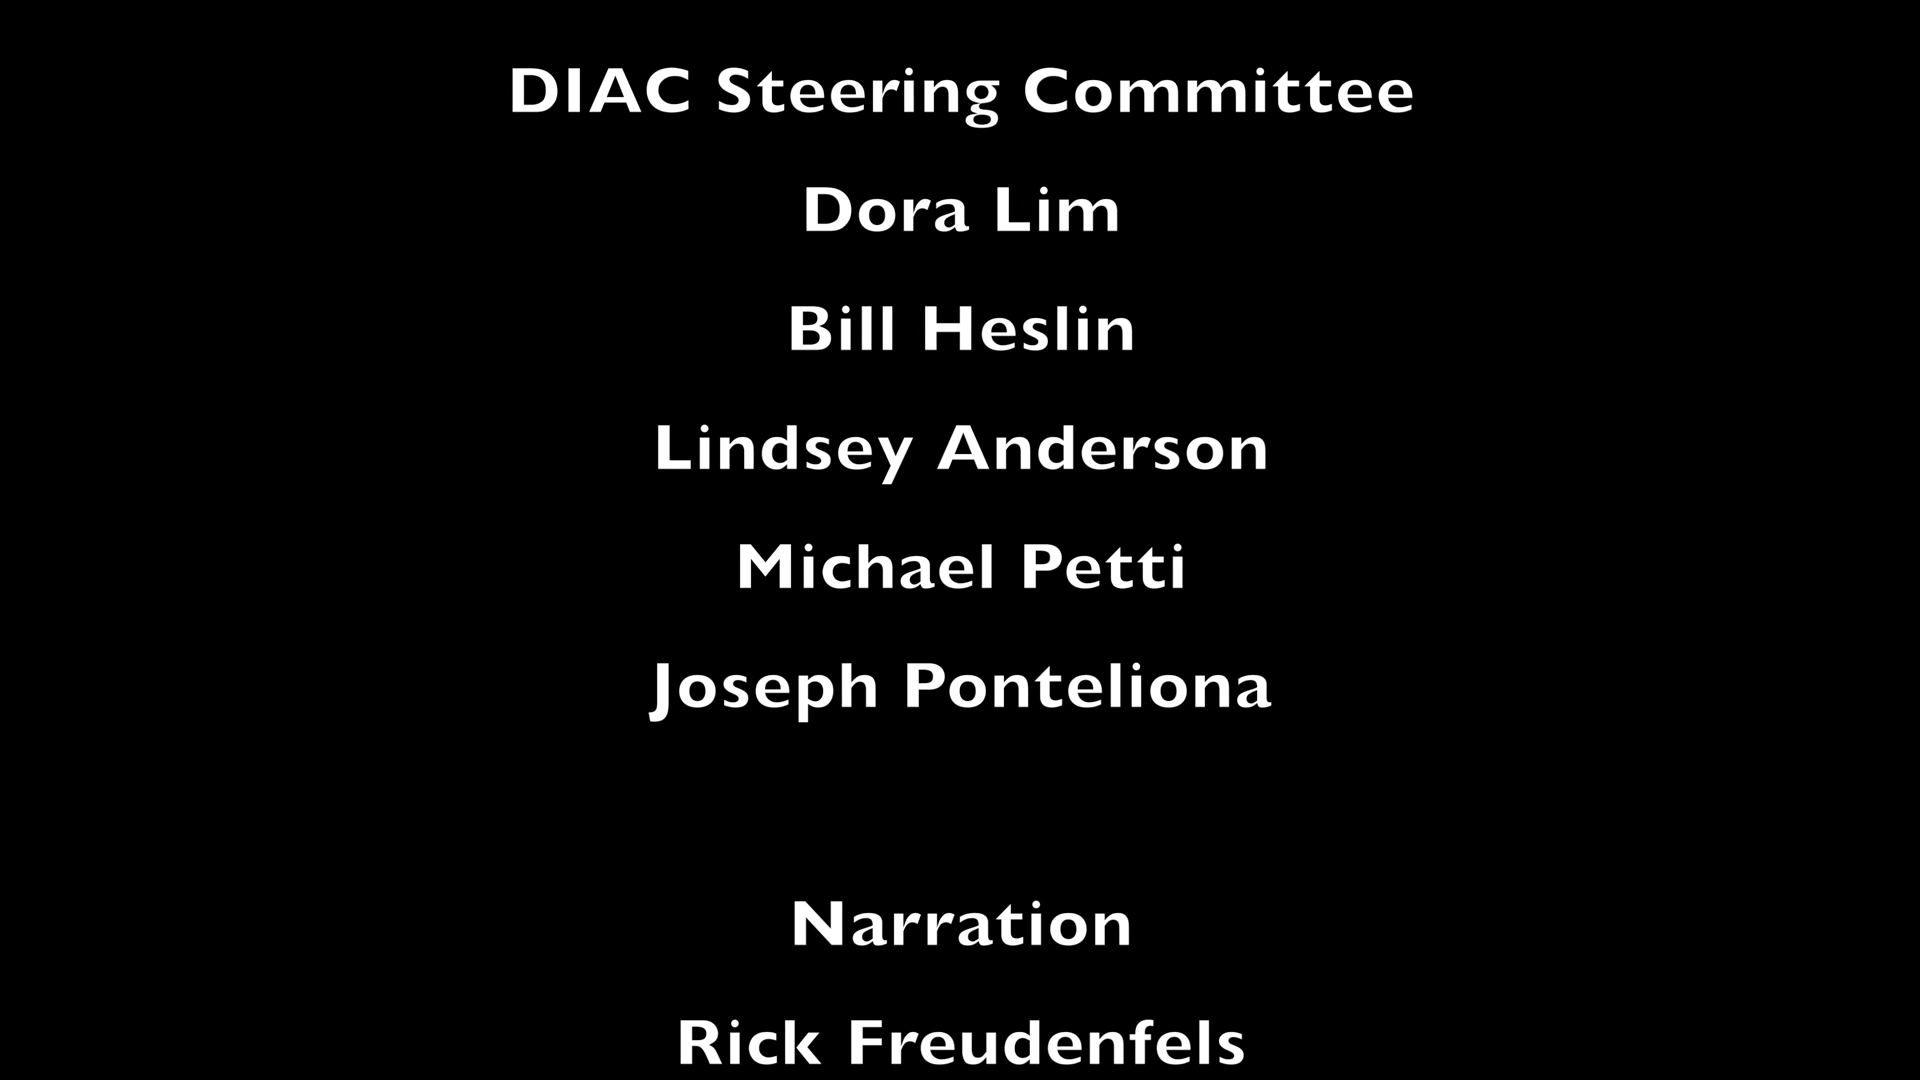 DIAC Steering Committee
Dora Lim
Bill Heslin
Lindsey Anderson
Michael Petti
Joseph Ponteliona
Narration
Rick Freudenfels